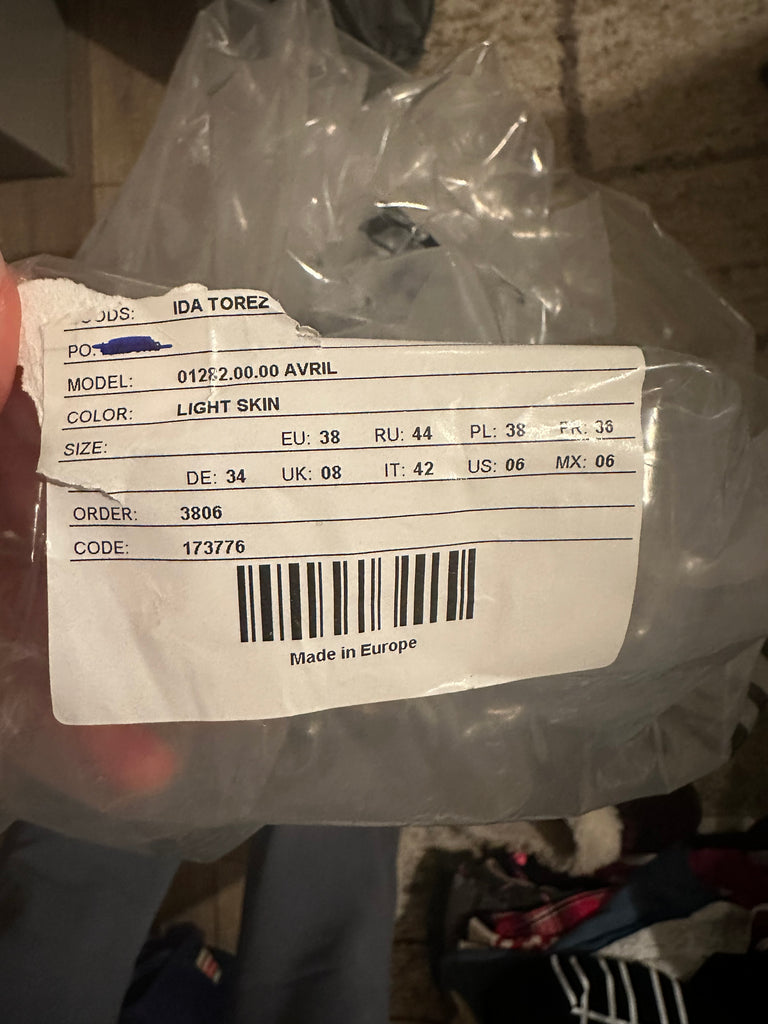 ODS: IDA TOREZ
PO:
MODEL: 01282.00.00 AVRIL
COLOR: LIGHT SKIN
SIZE: EU: 38 RU: 44 PL: 38 FR: 36
DE: 34 UK: 08 IT: 42 US: 06 MX: 06
ORDER: 3806
CODE: 173776
Made in Europe